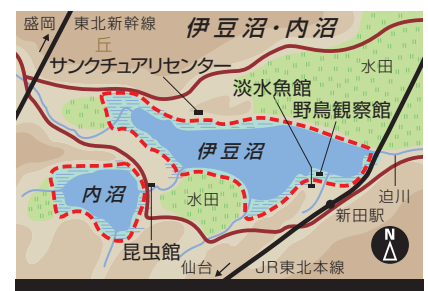 盛岡
東北新幹線
伊豆沼・内沼
丘
サンクチュアリセンター
水田
淡水魚館
野鳥観察館
伊豆沼
内沼
水田
迫川
新田駅
昆虫館
仙台
JR東北本線
N